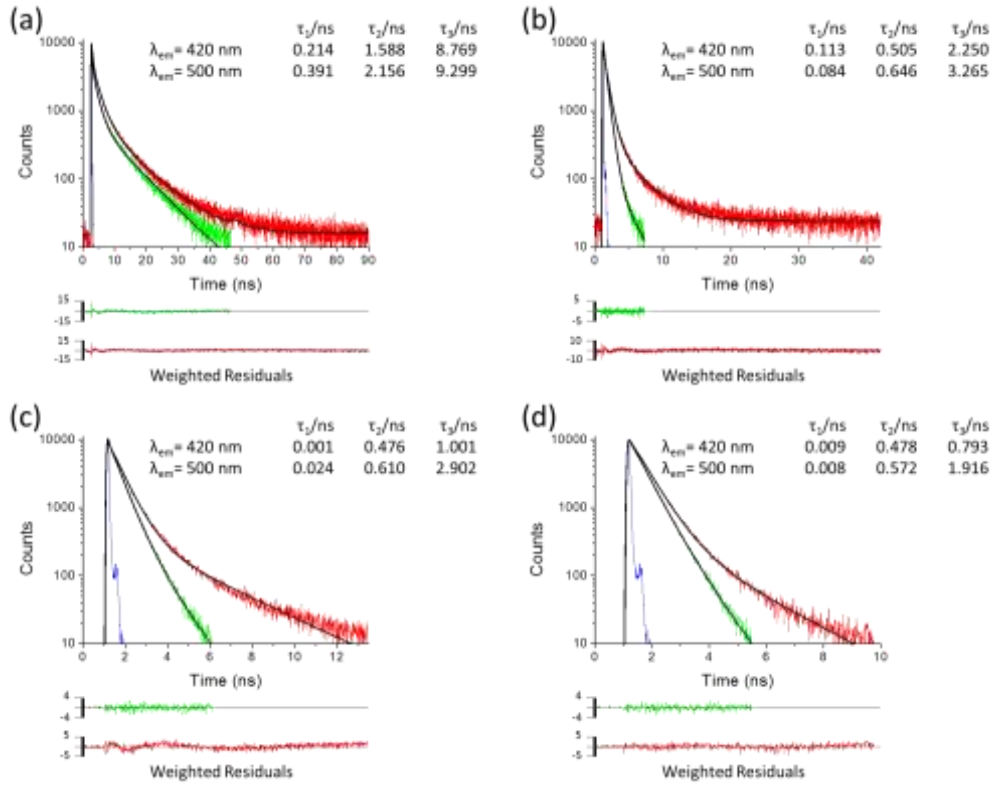 (a)
τ1/ns τ2/ns τ3/ns
λem= 420 nm 0.214 1.588 8.769
λem= 500 nm 0.391 2.156 9.299
10000
1000
100
10
Counts
0 10 20 30 40 50 60 70 80 90
Time (ns)
15
-15
15
-15
Weighted Residuals
(b)
τ1/ns τ2/ns τ3/ns
λem= 420 nm 0.113 0.505 2.250
λem= 500 nm 0.084 0.646 3.265
10000
1000
100
10
Counts
0 10 20 30 40
Time (ns)
5
-5
10
-10
Weighted Residuals
(c)
τ1/ns τ2/ns τ3/ns
λem= 420 nm 0.001 0.476 1.001
λem= 500 nm 0.024 0.610 2.902
10000
1000
100
10
Counts
0 2 4 6 8 10 12
Time (ns)
4
-4
5
-5
Weighted Residuals
(d)
τ1/ns τ2/ns τ3/ns
λem= 420 nm 0.009 0.478 0.793
λem= 500 nm 0.008 0.572 1.916
10000
1000
100
10
Counts
0 2 4 6 8 10
Time (ns)
4
-4
5
-5
Weighted Residuals